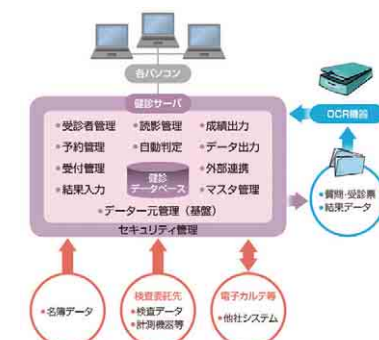 各パソコン
健診サーバ
•受診者管理 •読影管理 •成績出力
•予約管理 •自動判定 •データ出力
•受付管理 •外部連携
•結果入力 •マスタ管理
健診
データベース
•データー元管理（基盤）
セキュリティ管理
OCR機器
•質問・受診票
•結果データ
•名簿データ
検査委託先
•検査データ
•計測機器等
電子カルテ等
•他社システム